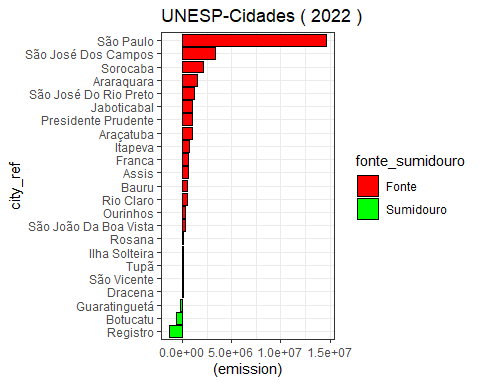 UNESP-Cidades ( 2022 )
São Paulo
São José Dos Campos
Sorocaba
Araraquara
São José Do Rio Preto
Jaboticabal
Presidente Prudente
Araçatuba
Itapeva
Franca
Assis
Bauru
Rio Claro
Ourinhos
São João Da Boa Vista
Rosana
Ilha Solteira
Tupã
São Vicente
Dracena
Guaratinguetá
Botucatu
Registro
city_ref
0.0e+00 5.0e+06 1.0e+07 1.5e+07
(emission)
fonte_sumidouro
Fonte
Sumidouro